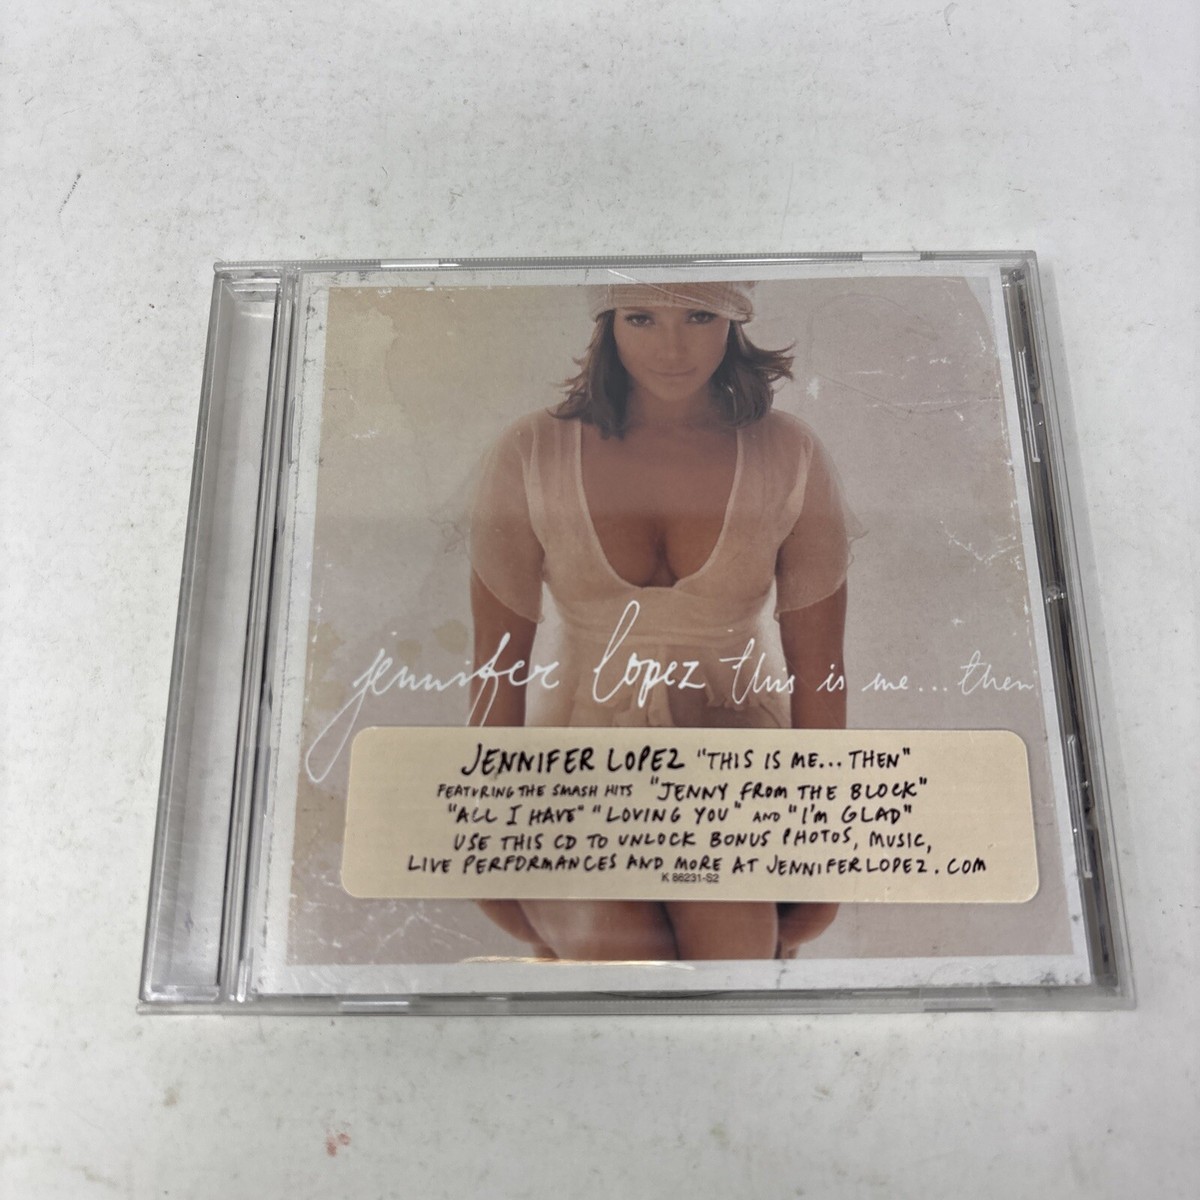 jennifer lopez this is me... then
JENNIFER LOPEZ "THIS IS ME... THEN"
FEATURING THE SMASH HITS "JENNY FROM THE BLOCK"
"ALL I HAVE" "LOVING YOU" AND "I'M GLAD"
USE THIS CD TO UNLOCK BONUS PHOTOS, MUSIC,
LIVE PERFORMANCES AND MORE AT JENNIFERLOPEZ.COM
K 86231-S2